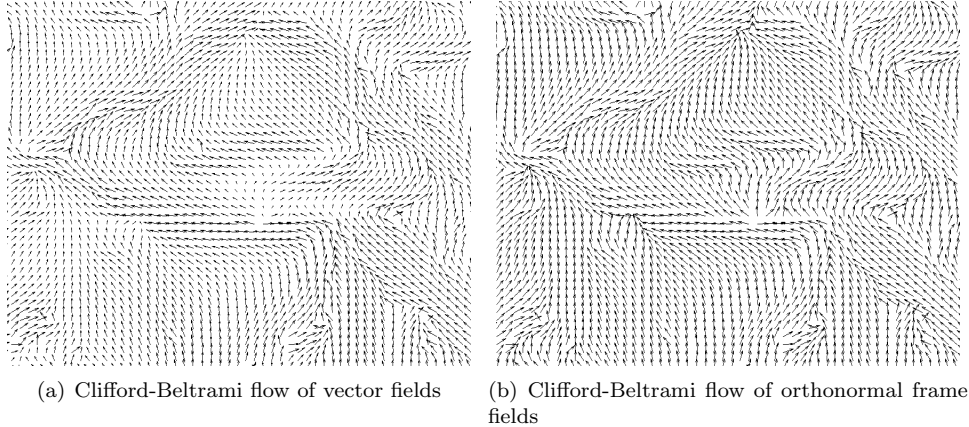 (a) Clifford-Beltrami flow of vector fields
(b) Clifford-Beltrami flow of orthonormal frame
fields